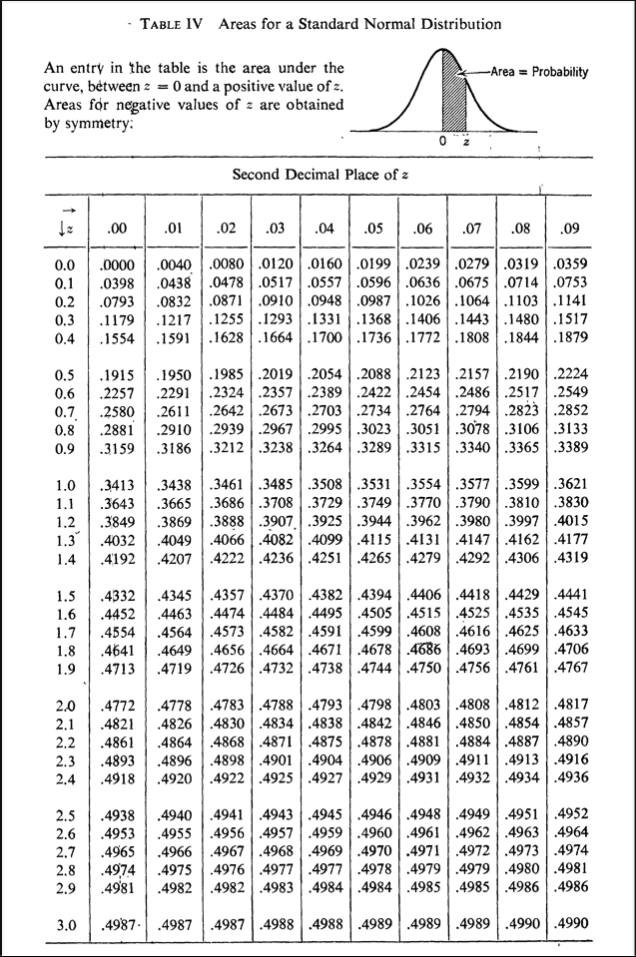 TABLE IV Areas for a Standard Normal Distribution
An entry in the table is the area under the
curve, between z = 0 and a positive value of z.
Areas for negative values of z are obtained
by symmetry.
Area = Probability
0 z
Second Decimal Place of z
→
↓z .00 .01 .02 .03 .04 .05 .06 .07 .08 .09
0.0 .0000 .0040 .0080 .0120 .0160 .0199 .0239 .0279 .0319 .0359
0.1 .0398 .0438 .0478 .0517 .0557 .0596 .0636 .0675 .0714 .0753
0.2 .0793 .0832 .0871 .0910 .0948 .0987 .1026 .1064 .1103 .1141
0.3 .1179 .1217 .1255 .1293 .1331 .1368 .1406 .1443 .1480 .1517
0.4 .1554 .1591 .1628 .1664 .1700 .1736 .1772 .1808 .1844 .1879
0.5 .1915 .1950 .1985 .2019 .2054 .2088 .2123 .2157 .2190 .2224
0.6 .2257 .2291 .2324 .2357 .2389 .2422 .2454 .2486 .2517 .2549
0.7 .2580 .2611 .2642 .2673 .2703 .2734 .2764 .2794 .2823 .2852
0.8 .2881 .2910 .2939 .2967 .2995 .3023 .3051 .3078 .3106 .3133
0.9 .3159 .3186 .3212 .3238 .3264 .3289 .3315 .3340 .3365 .3389
1.0 .3413 .3438 .3461 .3485 .3508 .3531 .3554 .3577 .3599 .3621
1.1 .3643 .3665 .3686 .3708 .3729 .3749 .3770 .3790 .3810 .3830
1.2 .3849 .3869 .3888 .3907 .3925 .3944 .3962 .3980 .3997 .4015
1.3 .4032 .4049 .4066 .4082 .4099 .4115 .4131 .4147 .4162 .4177
1.4 .4192 .4207 .4222 .4236 .4251 .4265 .4279 .4292 .4306 .4319
1.5 .4332 .4345 .4357 .4370 .4382 .4394 .4406 .4418 .4429 .4441
1.6 .4452 .4463 .4474 .4484 .4495 .4505 .4515 .4525 .4535 .4545
1.7 .4554 .4564 .4573 .4582 .4591 .4599 .4608 .4616 .4625 .4633
1.8 .4641 .4649 .4656 .4664 .4671 .4678 .4686 .4693 .4699 .4706
1.9 .4713 .4719 .4726 .4732 .4738 .4744 .4750 .4756 .4761 .4767
2.0 .4772 .4778 .4783 .4788 .4793 .4798 .4803 .4808 .4812 .4817
2.1 .4821 .4826 .4830 .4834 .4838 .4842 .4846 .4850 .4854 .4857
2.2 .4861 .4864 .4868 .4871 .4875 .4878 .4881 .4884 .4887 .4890
2.3 .4893 .4896 .4898 .4901 .4904 .4906 .4909 .4911 .4913 .4916
2.4 .4918 .4920 .4922 .4925 .4927 .4929 .4931 .4932 .4934 .4936
2.5 .4938 .4940 .4941 .4943 .4945 .4946 .4948 .4949 .4951 .4952
2.6 .4953 .4955 .4956 .4957 .4959 .4960 .4961 .4962 .4963 .4964
2.7 .4965 .4966 .4967 .4968 .4969 .4970 .4971 .4972 .4973 .4974
2.8 .4974 .4975 .4976 .4977 .4977 .4978 .4979 .4979 .4980 .4981
2.9 .4981 .4982 .4982 .4983 .4984 .4984 .4985 .4985 .4986 .4986
3.0 .4987 .4987 .4987 .4988 .4988 .4989 .4989 .4989 .4990 .4990